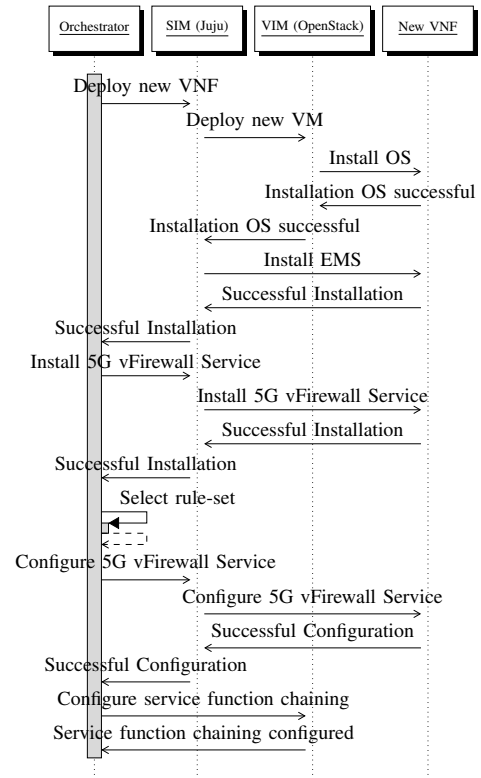 Orchestrator
SIM (Juju)
VIM (OpenStack)
New VNF
Deploy new VNF
Deploy new VM
Install OS
Installation OS successful
Installation OS successful
Install EMS
Successful Installation
Successful Installation
Install 5G vFirewall Service
Install 5G vFirewall Service
Successful Installation
Successful Installation
Select rule-set
Configure 5G vFirewall Service
Configure 5G vFirewall Service
Successful Configuration
Successful Configuration
Configure service function chaining
Service function chaining configured